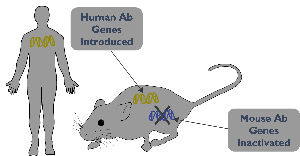 Human Ab
Genes
Introduced
Mouse Ab
Genes
Inactivated